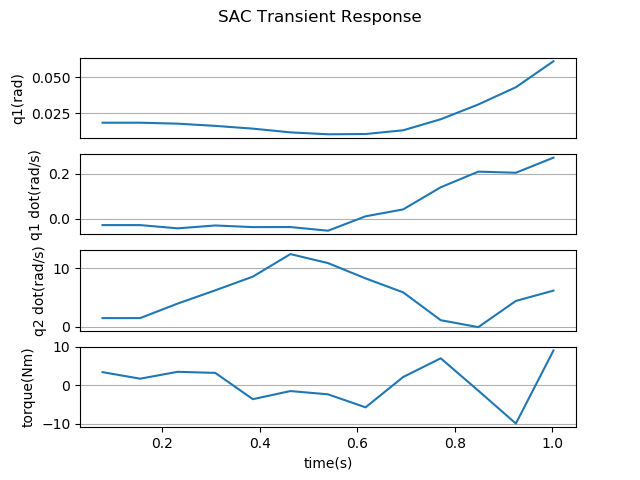 SAC Transient Response
q1(rad)
0.050
0.025
q1 dot(rad/s)
0.2
0.0
q2 dot(rad/s)
10
0
torque(Nm)
10
0
−10
0.2 0.4 0.6 0.8 1.0
time(s)